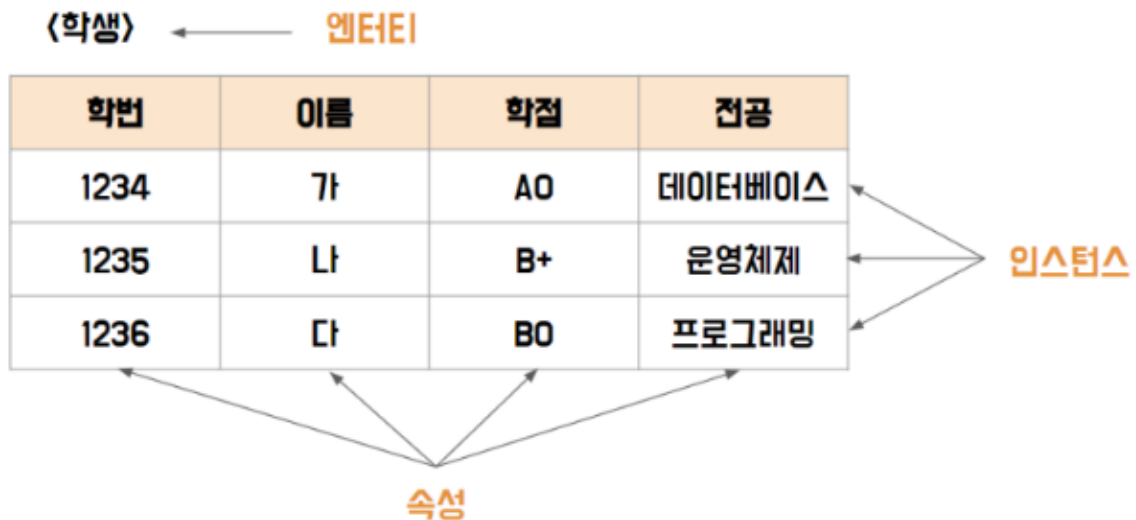 <학생> 엔터티
학번 이름 학점 전공
1234 가 A0 데이터베이스
1235 나 B+ 운영체제
인스턴스
1236 다 B0 프로그래밍
속성